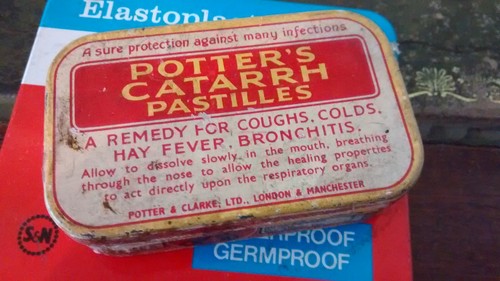 Elastoplast
A sure protection against many infections
POTTER'S
CATARRH
PASTILLES
A REMEDY FOR COUGHS, COLDS,
HAY FEVER, BRONCHITIS.
Allow to dissolve slowly in the mouth, breathing
through the nose to allow the healing properties
to act directly upon the respiratory organs.
POTTER & CLARKE, LTD., LONDON & MANCHESTER
S&N
GERMPROOF